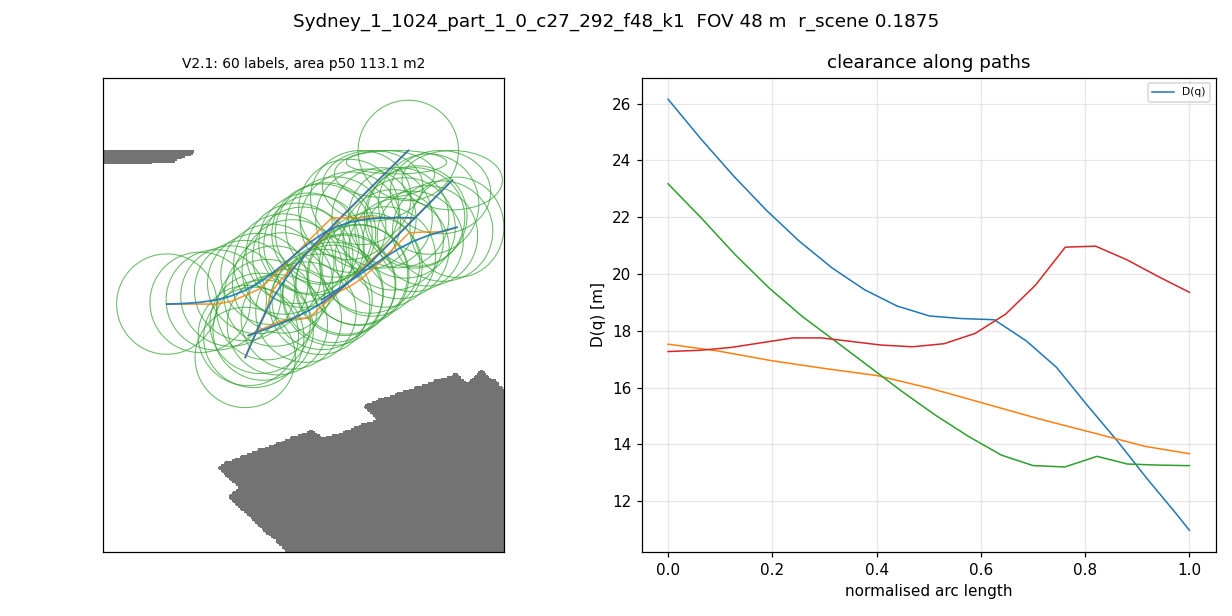 Sydney_1_1024_part_1_0_c27_292_f48_k1 FOV 48 m r_scene 0.1875
V2.1: 60 labels, area p50 113.1 m2
clearance along paths
D(q)
26
24
22
20
18
16
14
12
D(q) [m]
0.0 0.2 0.4 0.6 0.8 1.0
normalised arc length